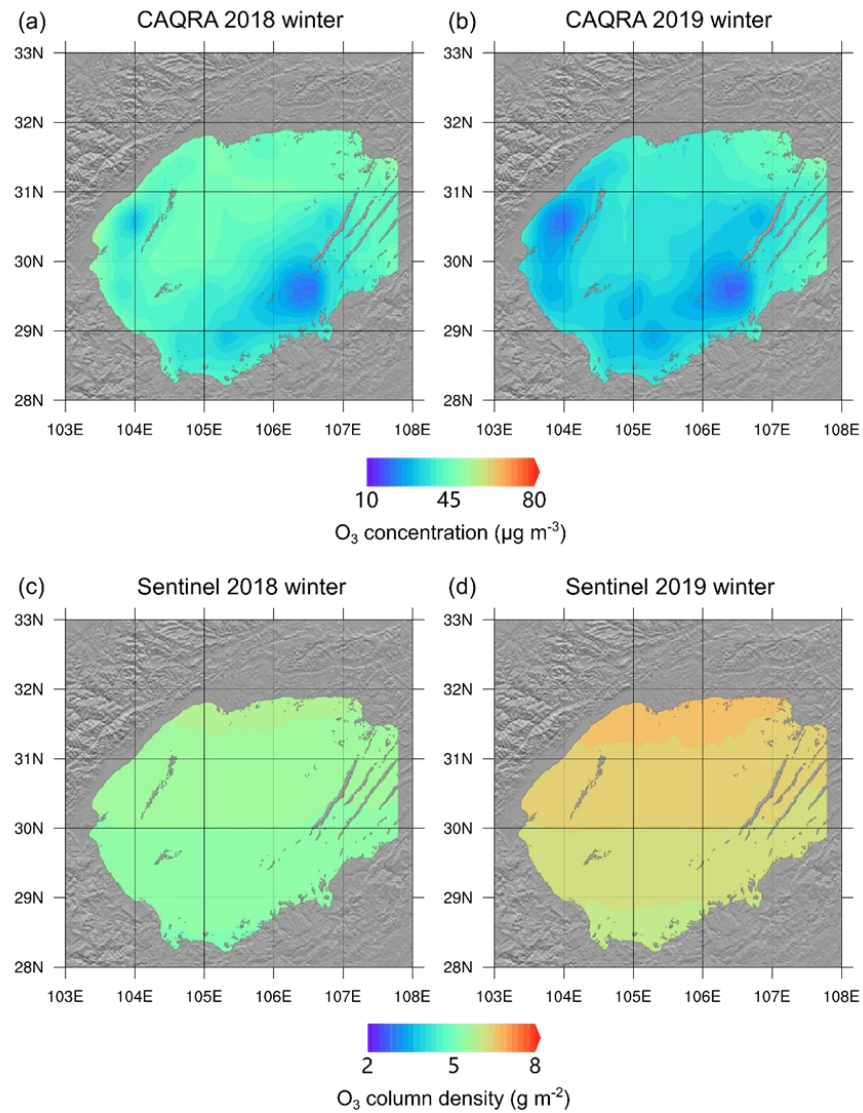 (a) CAQRA 2018 winter (b) CAQRA 2019 winter
33N 33N
32N 32N
31N 31N
30N 30N
29N 29N
28N 28N
103E 104E 105E 106E 107E 108E 103E 104E 105E 106E 107E 108E
10 45 80
O₃ concentration (µg m⁻³)
(c) Sentinel 2018 winter (d) Sentinel 2019 winter
33N 33N
32N 32N
31N 31N
30N 30N
29N 29N
28N 28N
103E 104E 105E 106E 107E 108E 103E 104E 105E 106E 107E 108E
2 5 8
O₃ column density (g m⁻²)